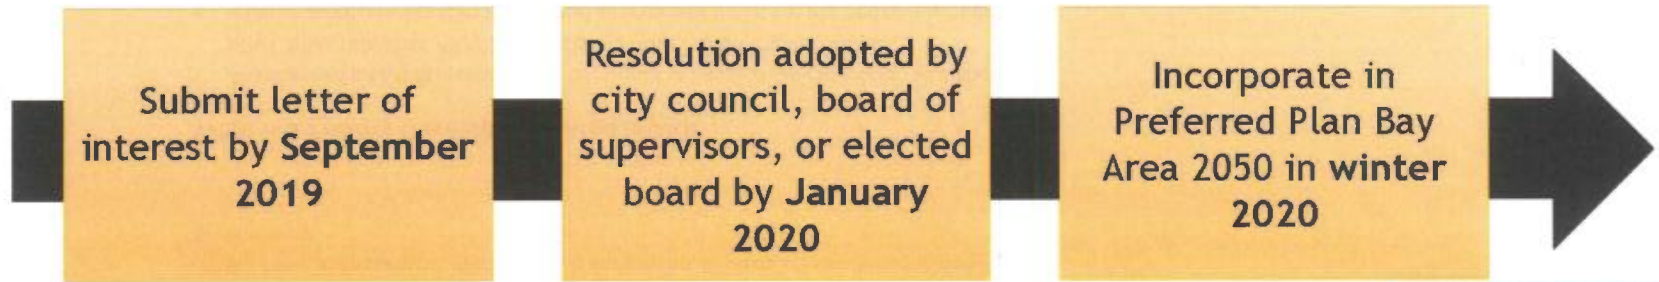 Submit letter of
interest by September
2019
Resolution adopted by
city council, board of
supervisors, or elected
board by January
2020
Incorporate in
Preferred Plan Bay
Area 2050 in winter
2020